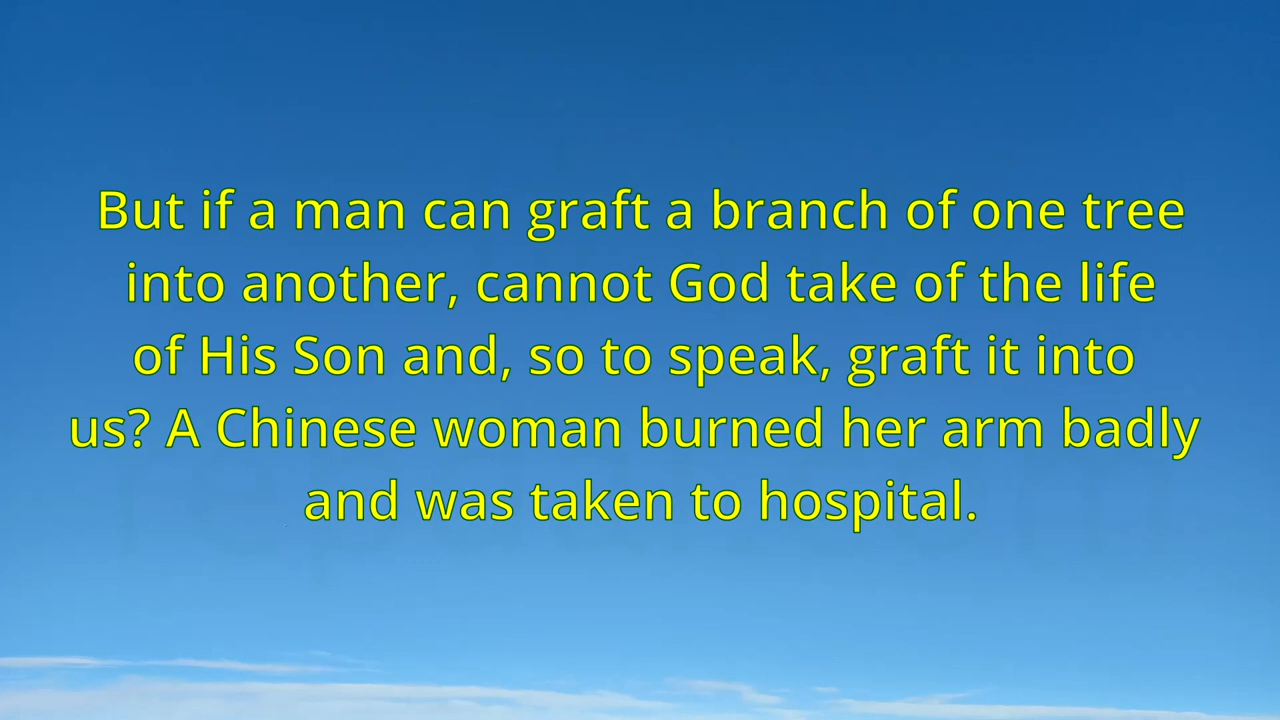 But if a man can graft a branch of one tree
into another, cannot God take of the life
of His Son and, so to speak, graft it into
us? A Chinese woman burned her arm badly
and was taken to hospital.